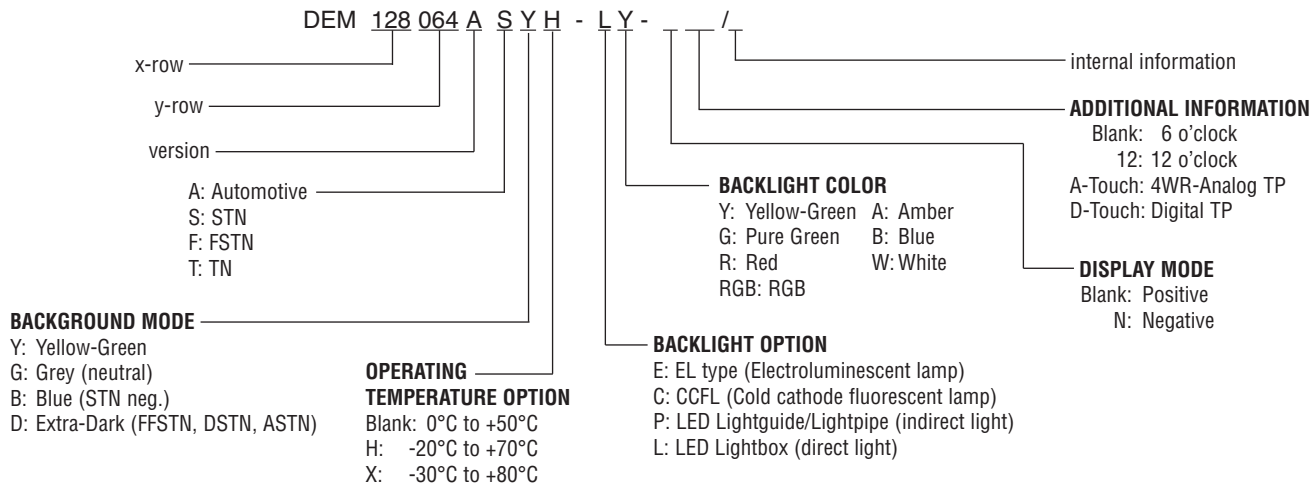 DEM 128 064 A S Y H - L Y - _ _ /_
x-row
internal information
y-row
ADDITIONAL INFORMATION
Blank: 6 o'clock
12: 12 o'clock
A-Touch: 4WR-Analog TP
D-Touch: Digital TP
version
A: Automotive
S: STN
F: FSTN
T: TN
BACKLIGHT COLOR
Y: Yellow-Green A: Amber
G: Pure Green B: Blue
R: Red W: White
RGB: RGB
DISPLAY MODE
Blank: Positive
N: Negative
BACKGROUND MODE
Y: Yellow-Green
G: Grey (neutral)
B: Blue (STN neg.)
D: Extra-Dark (FFSTN, DSTN, ASTN)
OPERATING
TEMPERATURE OPTION
Blank: 0°C to +50°C
H: -20°C to +70°C
X: -30°C to +80°C
BACKLIGHT OPTION
E: EL type (Electroluminescent lamp)
C: CCFL (Cold cathode fluorescent lamp)
P: LED Lightguide/Lightpipe (indirect light)
L: LED Lightbox (direct light)